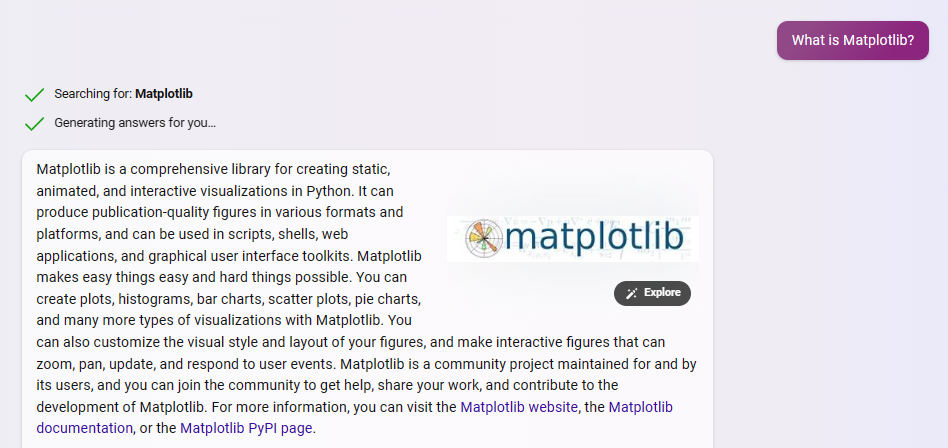 What is Matplotlib?
Searching for: Matplotlib
Generating answers for you...
Matplotlib is a comprehensive library for creating static,
animated, and interactive visualizations in Python. It can
produce publication-quality figures in various formats and
platforms, and can be used in scripts, shells, web
applications, and graphical user interface toolkits. Matplotlib
makes easy things easy and hard things possible. You can
create plots, histograms, bar charts, scatter plots, pie charts,
and many more types of visualizations with Matplotlib. You
matplotlib
Explore
can also customize the visual style and layout of your figures, and make interactive figures that can
zoom, pan, update, and respond to user events. Matplotlib is a community project maintained for and by
its users, and you can join the community to get help, share your work, and contribute to the
development of Matplotlib. For more information, you can visit the Matplotlib website, the Matplotlib
documentation, or the Matplotlib PyPI page.